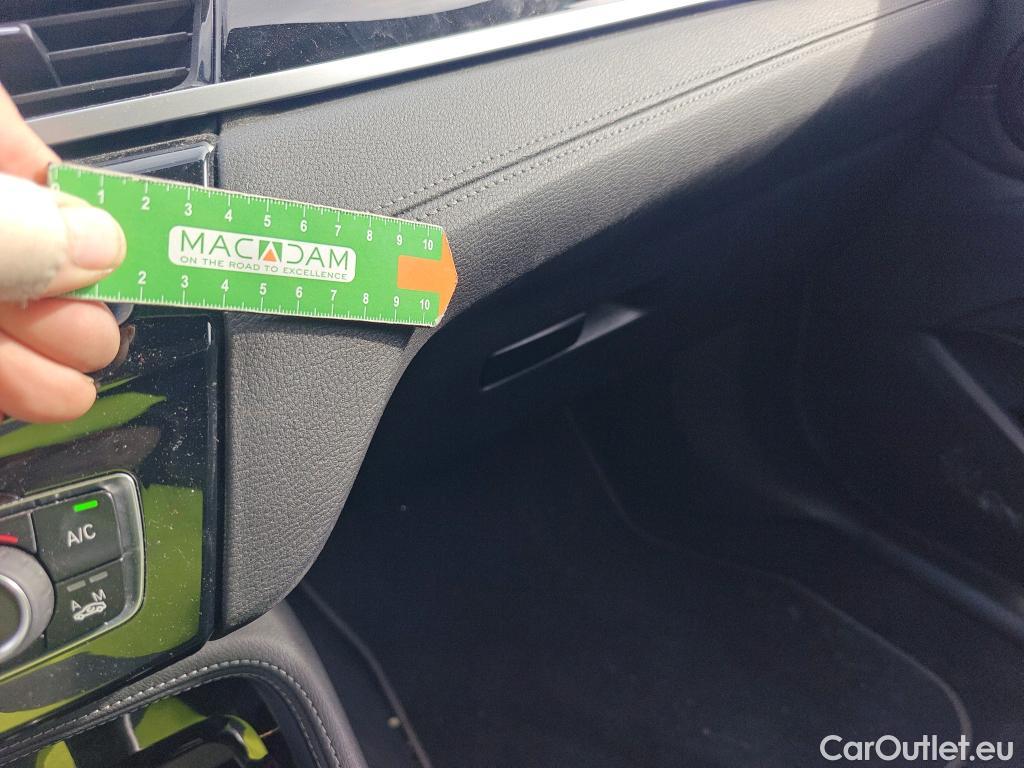 1 2 3 4 5 6 7 8 9 10
MACADAM
ON THE ROAD TO EXCELLENCE
2 3 4 5 6 7 8 9 10
A/C
A M
CarOutlet.eu